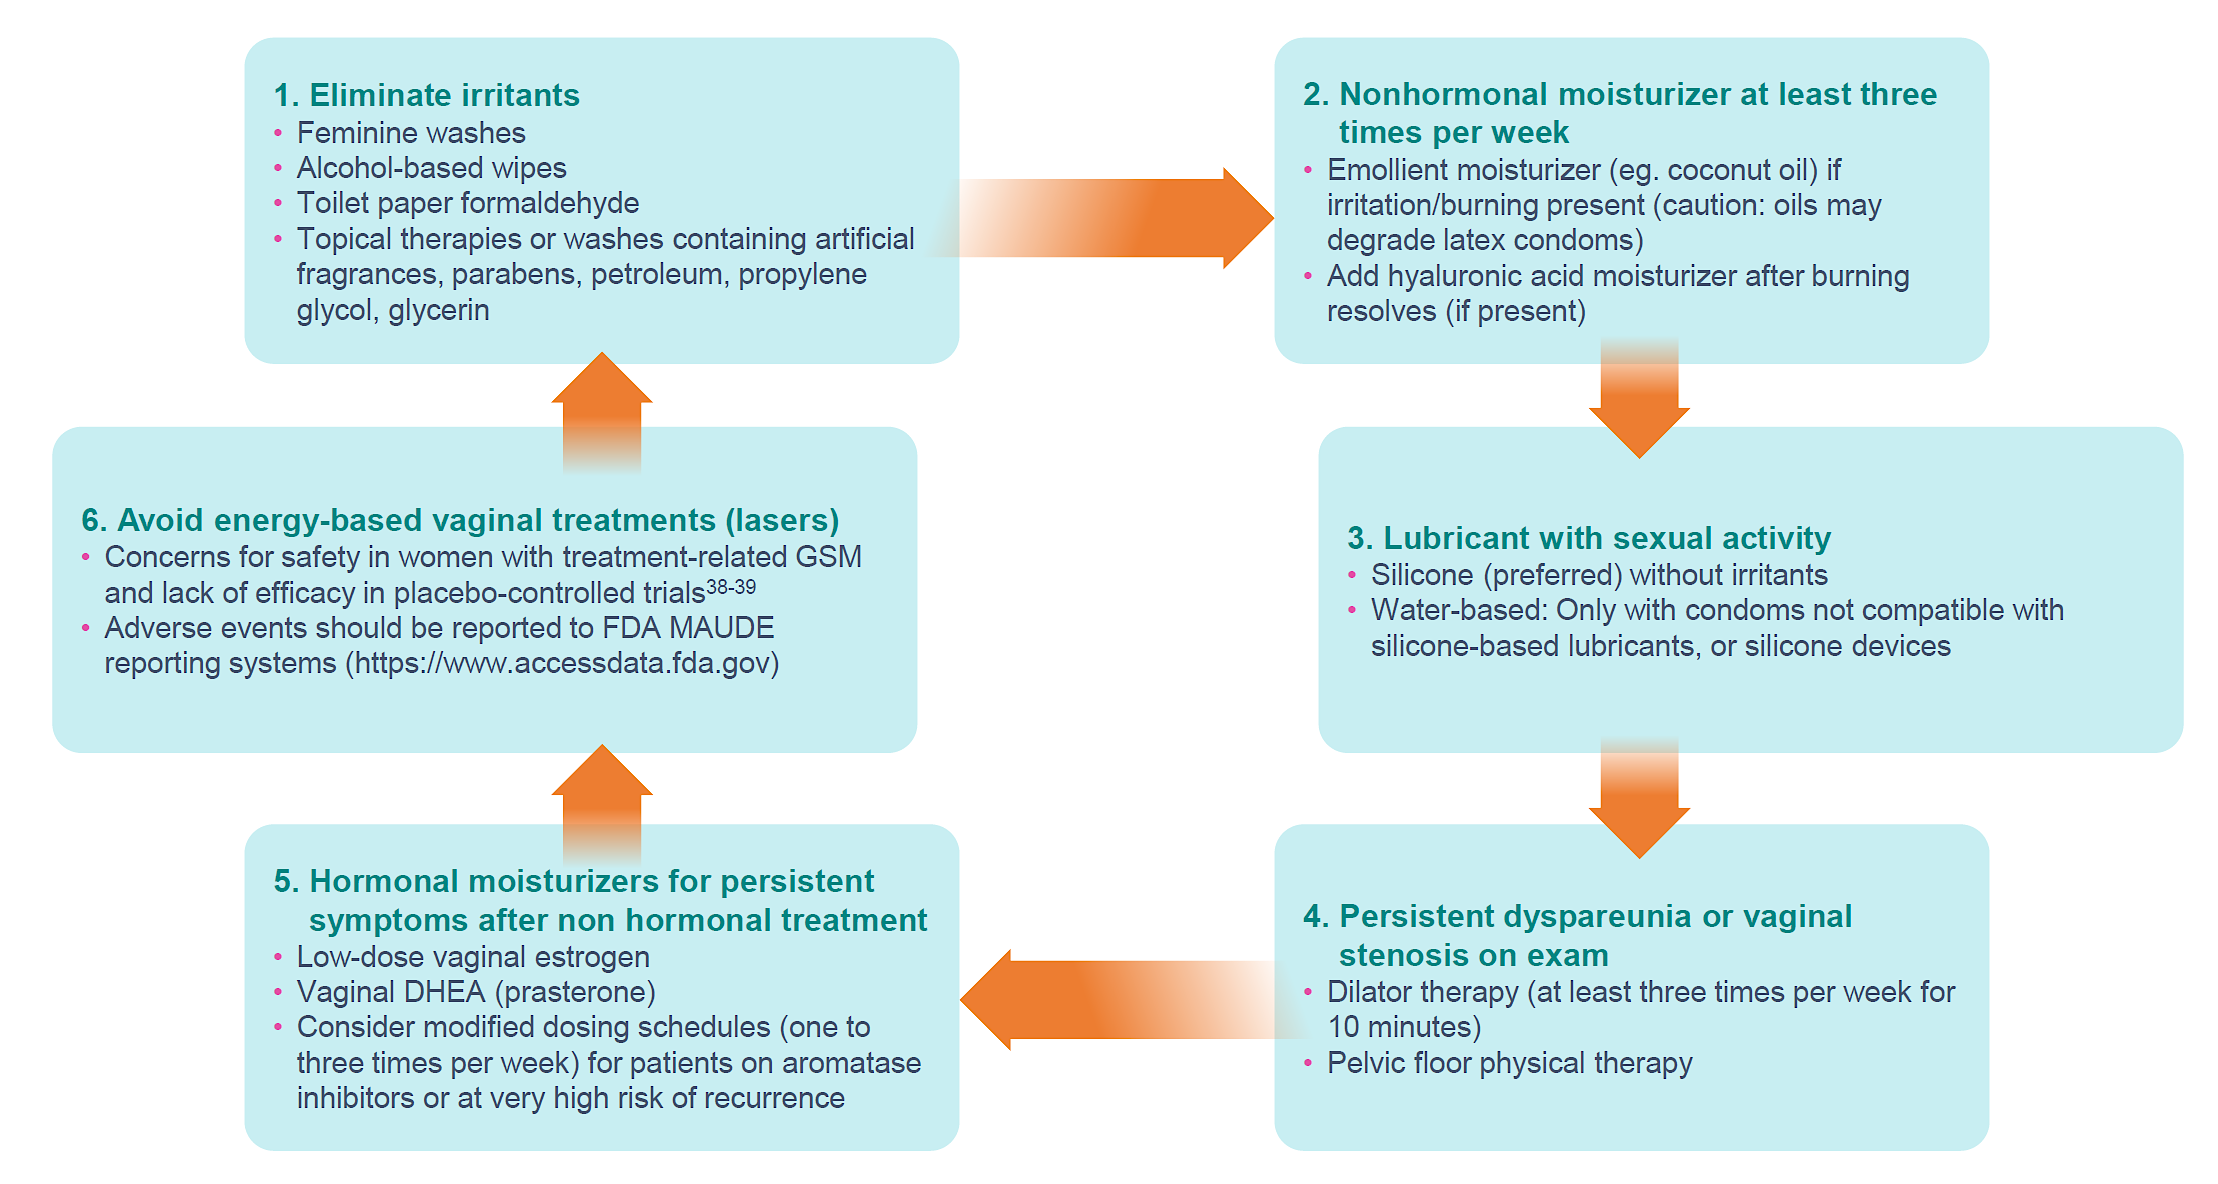 1. Eliminate irritants
• Feminine washes
• Alcohol-based wipes
• Toilet paper formaldehyde
• Topical therapies or washes containing artificial
fragrances, parabens, petroleum, propylene
glycol, glycerin
2. Nonhormonal moisturizer at least three
times per week
• Emollient moisturizer (eg. coconut oil) if
irritation/burning present (caution: oils may
degrade latex condoms)
• Add hyaluronic acid moisturizer after burning
resolves (if present)
3. Lubricant with sexual activity
• Silicone (preferred) without irritants
• Water-based: Only with condoms not compatible with
silicone-based lubricants, or silicone devices
4. Persistent dyspareunia or vaginal
stenosis on exam
• Dilator therapy (at least three times per week for
10 minutes)
• Pelvic floor physical therapy
5. Hormonal moisturizers for persistent
symptoms after non hormonal treatment
• Low-dose vaginal estrogen
• Vaginal DHEA (prasterone)
• Consider modified dosing schedules (one to
three times per week) for patients on aromatase
inhibitors or at very high risk of recurrence
6. Avoid energy-based vaginal treatments (lasers)
• Concerns for safety in women with treatment-related GSM
and lack of efficacy in placebo-controlled trials38-39
• Adverse events should be reported to FDA MAUDE
reporting systems (https://www.accessdata.fda.gov)